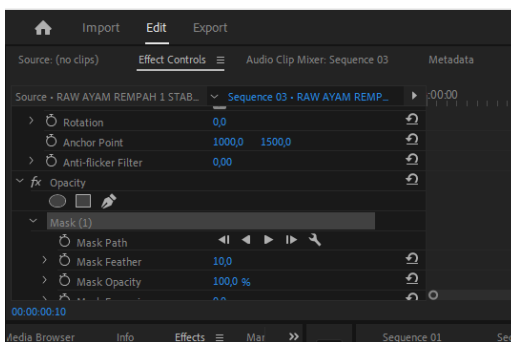 Import Edit Export
Source: (no clips) Effect Controls Audio Clip Mixer: Sequence 03 Metadata
Source • RAW AYAM REMPAH 1 STAB... Sequence 03 • RAW AYAM REMP... :00:00
Rotation 0,0
Anchor Point 1000,0 1500,0
Anti-flicker Filter 0,00
fx Opacity
Mask (1)
Mask Path
Mask Feather 10,0
Mask Opacity 100,0 %
00:00:00:10
Media Browser Info Effects Mar Sequence 01